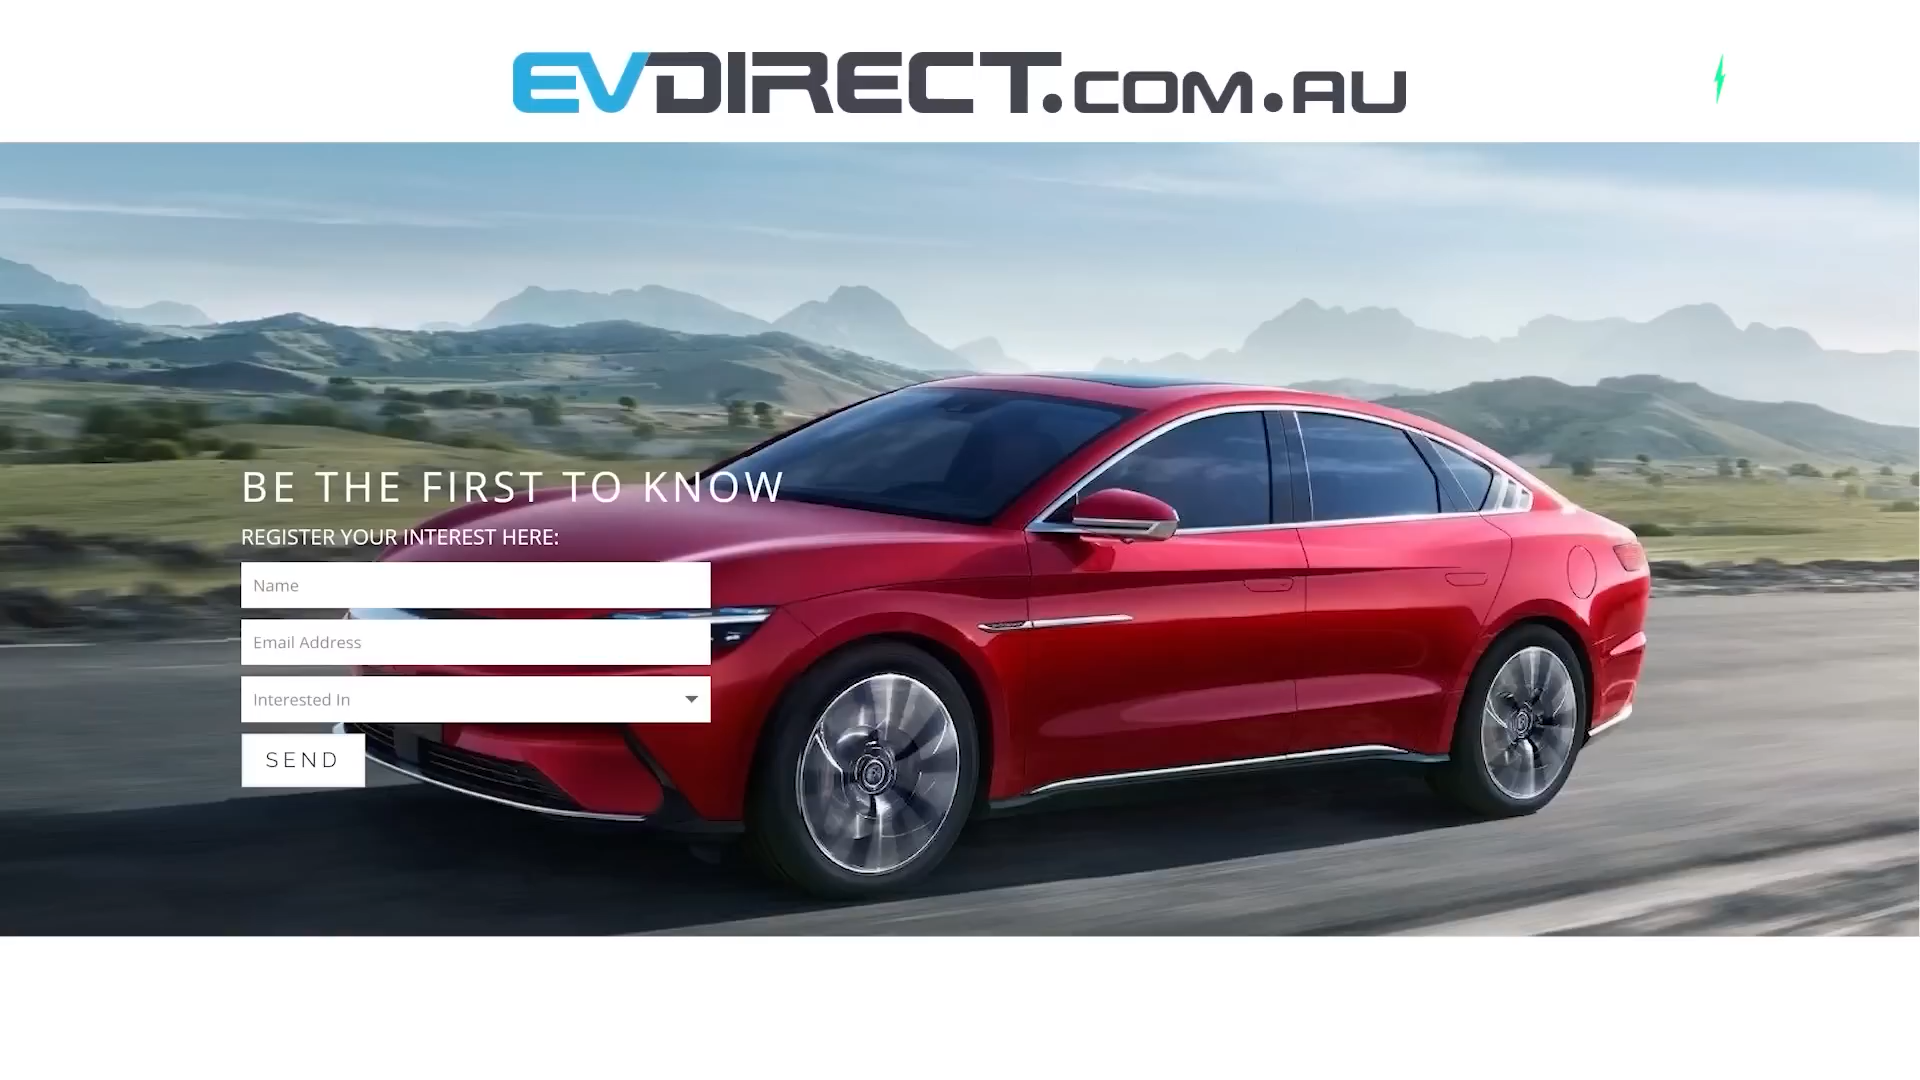 EVDIRECT.COM.AU
BE THE FIRST TO KNOW
REGISTER YOUR INTEREST HERE:
Name
Email Address
Interested In
SEND